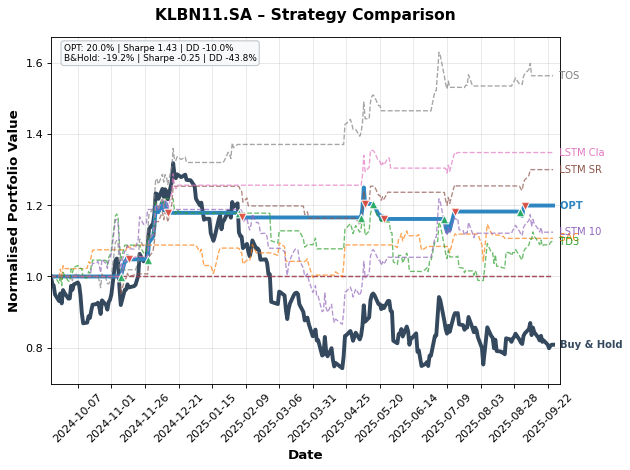 KLBN11.SA – Strategy Comparison
OPT: 20.0% | Sharpe 1.43 | DD -10.0%
B&Hold: -19.2% | Sharpe -0.25 | DD -43.8%
Normalised Portfolio Value
1.6
1.4
1.2
1.0
0.8
TOS
LSTM Cla
LSTM SR
OPT
LSTM 10
Buy & Hold
2024-10-07
2024-11-01
2024-11-26
2024-12-21
2025-01-15
2025-02-09
2025-03-06
2025-03-31
2025-04-25
2025-05-20
2025-06-14
2025-07-09
2025-08-03
2025-08-28
2025-09-22
Date